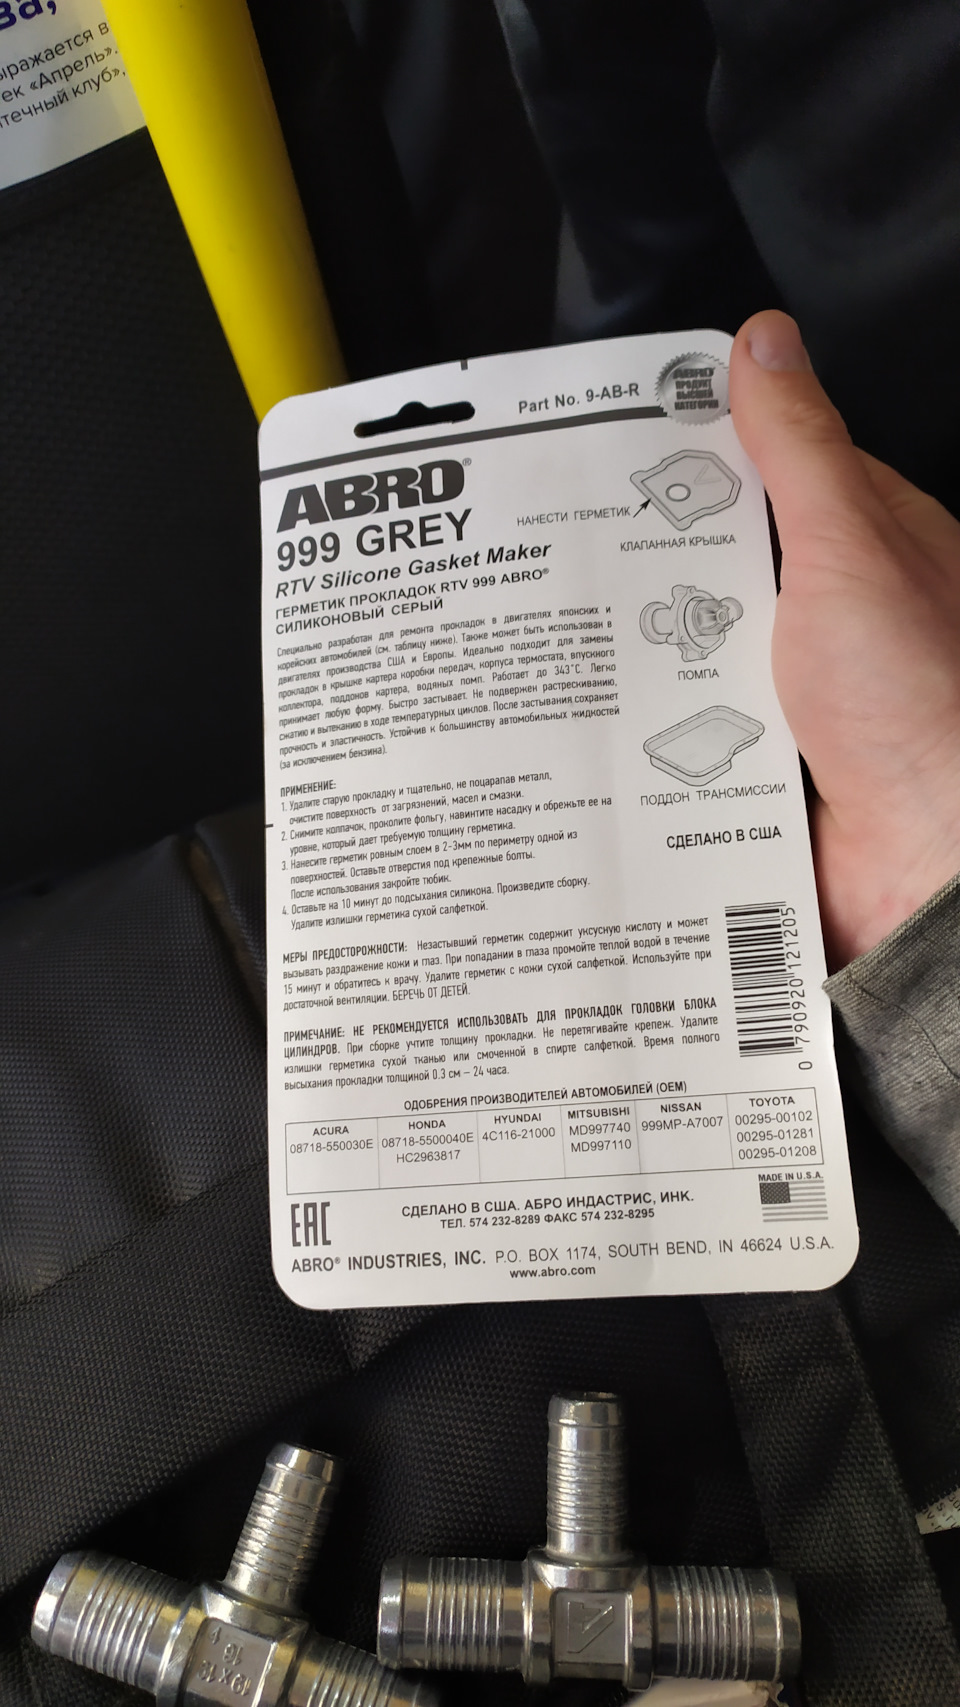 ва,
ыражается в
ек «Апрель».
течный клуб»,
Part No. 9-AB-R
ABRO
ПРОДУКТ
ВЫСШЕЙ
КАТЕГОРИИ
ABRO®
999 GREY
RTV Silicone Gasket Maker
ГЕРМЕТИК ПРОКЛАДОК RTV 999 ABRO®
СИЛИКОНОВЫЙ СЕРЫЙ
НАНЕСТИ ГЕРМЕТИК
КЛАПАННАЯ КРЫШКА
ПОМПА
ПОДДОН ТРАНСМИССИИ
СДЕЛАНО В США
Специально разработан для ремонта прокладок в двигателях японских и
корейских автомобилей (см. таблицу ниже). Также может быть использован в
двигателях производства США и Европы. Идеально подходит для замены
прокладок в крышке картера коробки передач, корпуса термостата, впускного
коллектора, поддонов картера, водяных помп. Работает до 343°С. Легко
принимает любую форму. Быстро застывает. Не подвержен растрескиванию,
сжатию и вытеканию в ходе температурных циклов. После застывания сохраняет
прочность и эластичность. Устойчив к большинству автомобильных жидкостей
(за исключением бензина).
ПРИМЕНЕНИЕ:
1. Удалите старую прокладку и тщательно, не поцарапав металл,
очистите поверхность от загрязнений, масел и смазки.
2. Снимите колпачок, проколите фольгу, навинтите насадку и обрежьте ее на
уровне, который дает требуемую толщину герметика.
3. Нанесите герметик ровным слоем в 2-3мм по периметру одной из
поверхностей. Оставьте отверстия под крепежные болты.
После использования закройте тюбик.
4. Оставьте на 10 минут до подсыхания силикона. Произведите сборку.
Удалите излишки герметика сухой салфеткой.
МЕРЫ ПРЕДОСТОРОЖНОСТИ: Незастывший герметик содержит уксусную кислоту и может
вызывать раздражение кожи и глаз. При попадании в глаза промойте теплой водой в течение
15 минут и обратитесь к врачу. Удалите герметик с кожи сухой салфеткой. Используйте при
достаточной вентиляции. БЕРЕЧЬ ОТ ДЕТЕЙ.
ПРИМЕЧАНИЕ: НЕ РЕКОМЕНДУЕТСЯ ИСПОЛЬЗОВАТЬ ДЛЯ ПРОКЛАДОК ГОЛОВКИ БЛОКА
ЦИЛИНДРОВ. При сборке учтите толщину прокладки. Не перетягивайте крепеж. Удалите
излишки герметика сухой тканью или смоченной в спирте салфеткой. Время полного
высыхания прокладки толщиной 0.3 см – 24 часа.
0 790920 121205
ОДОБРЕНИЯ ПРОИЗВОДИТЕЛЕЙ АВТОМОБИЛЕЙ (OEM)
ACURA
08718-550030E
HONDA
08718-5500040E
HC2963817
HYUNDAI
4C116-21000
MITSUBISHI
MD997740
MD997110
NISSAN
999MP-A7007
TOYOTA
00295-00102
00295-01281
00295-01208
EAC
СДЕЛАНО В США. АБРО ИНДАСТРИС, ИНК.
ТЕЛ. 574 232-8289 ФАКС 574 232-8295
MADE IN U.S.A.
ABRO® INDUSTRIES, INC. P.O. BOX 1174, SOUTH BEND, IN 46624 U.S.A.
www.abro.com